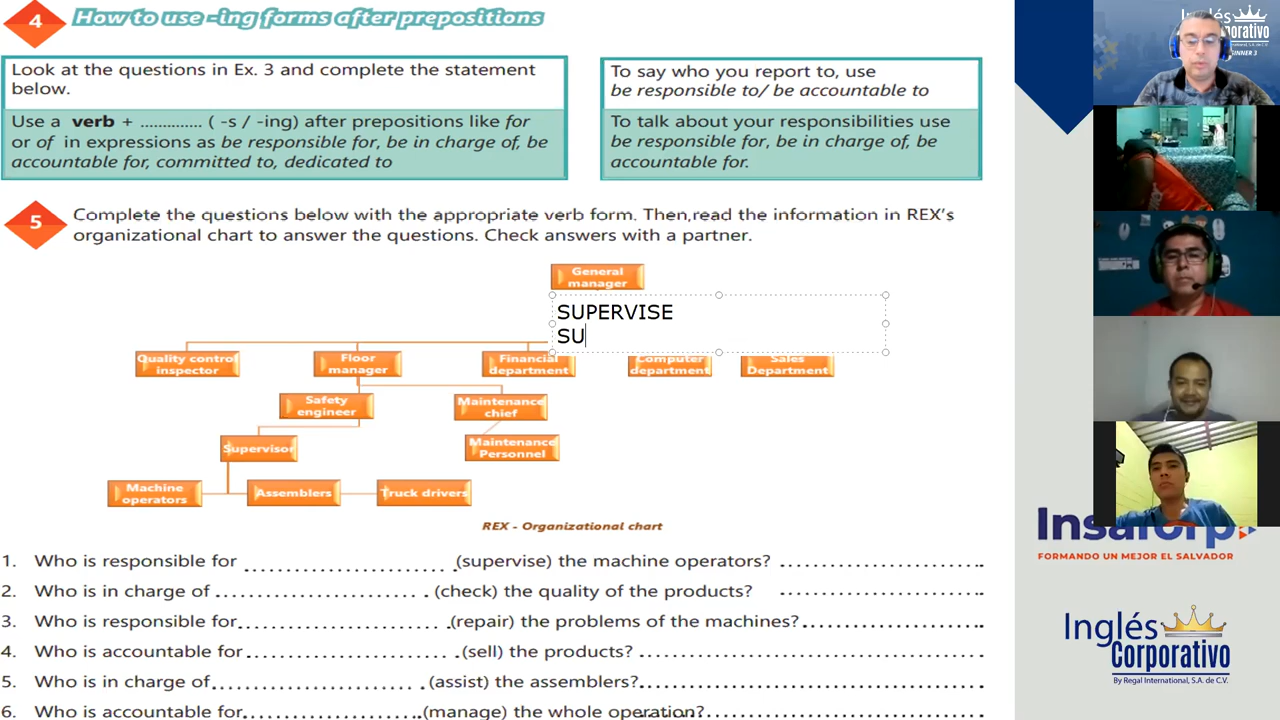 4 How to use -ing forms after prepositions
Look at the questions in Ex. 3 and complete the statement
below.
Use a verb + .............. ( -s / -ing) after prepositions like for
or of in expressions as be responsible for, be in charge of, be
accountable for, committed to, dedicated to
To say who you report to, use
be responsible to/ be accountable to
To talk about your responsibilities use
be responsible for, be in charge of, be
accountable for.
5 Complete the questions below with the appropriate verb form. Then,read the information in REX's
organizational chart to answer the questions. Check answers with a partner.
General
manager
SUPERVISE
SU
Quality control
inspector
Floor
manager
Financial
department
Computer
department
Sales
Department
Safety
engineer
Maintenance
chief
Supervisor
Maintenance
Personnel
Machine
operators
Assemblers
Truck drivers
REX - Organizational chart
1. Who is responsible for ........................ (supervise) the machine operators? ........................
2. Who is in charge of ........................ (check) the quality of the products? ........................
3. Who is responsible for........................ (repair) the problems of the machines?........................
4. Who is accountable for........................ (sell) the products? ........................
5. Who is in charge of........................ (assist) the assemblers?........................
6. Who is accountable for........................(manage) the whole operation?........................
Inglés
Corporativo
Insaforp
FORMANDO UN MEJOR EL SALVADOR
Inglés
Corporativo
By Regal International, S.A. de C.V.